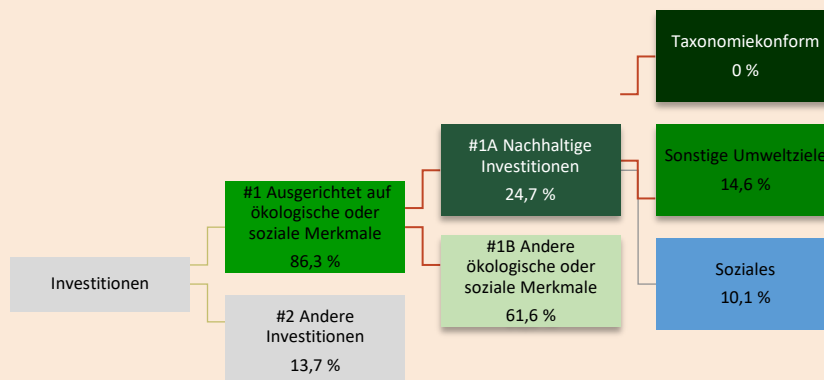 Taxonomiekonform
0 %
#1A Nachhaltige
Investitionen
24,7 %
Sonstige Umweltziele
14,6 %
#1 Ausgerichtet auf
ökologische oder
soziale Merkmale
86,3 %
#1B Andere
ökologische oder
soziale Merkmale
61,6 %
Soziales
10,1 %
Investitionen
#2 Andere
Investitionen
13,7 %